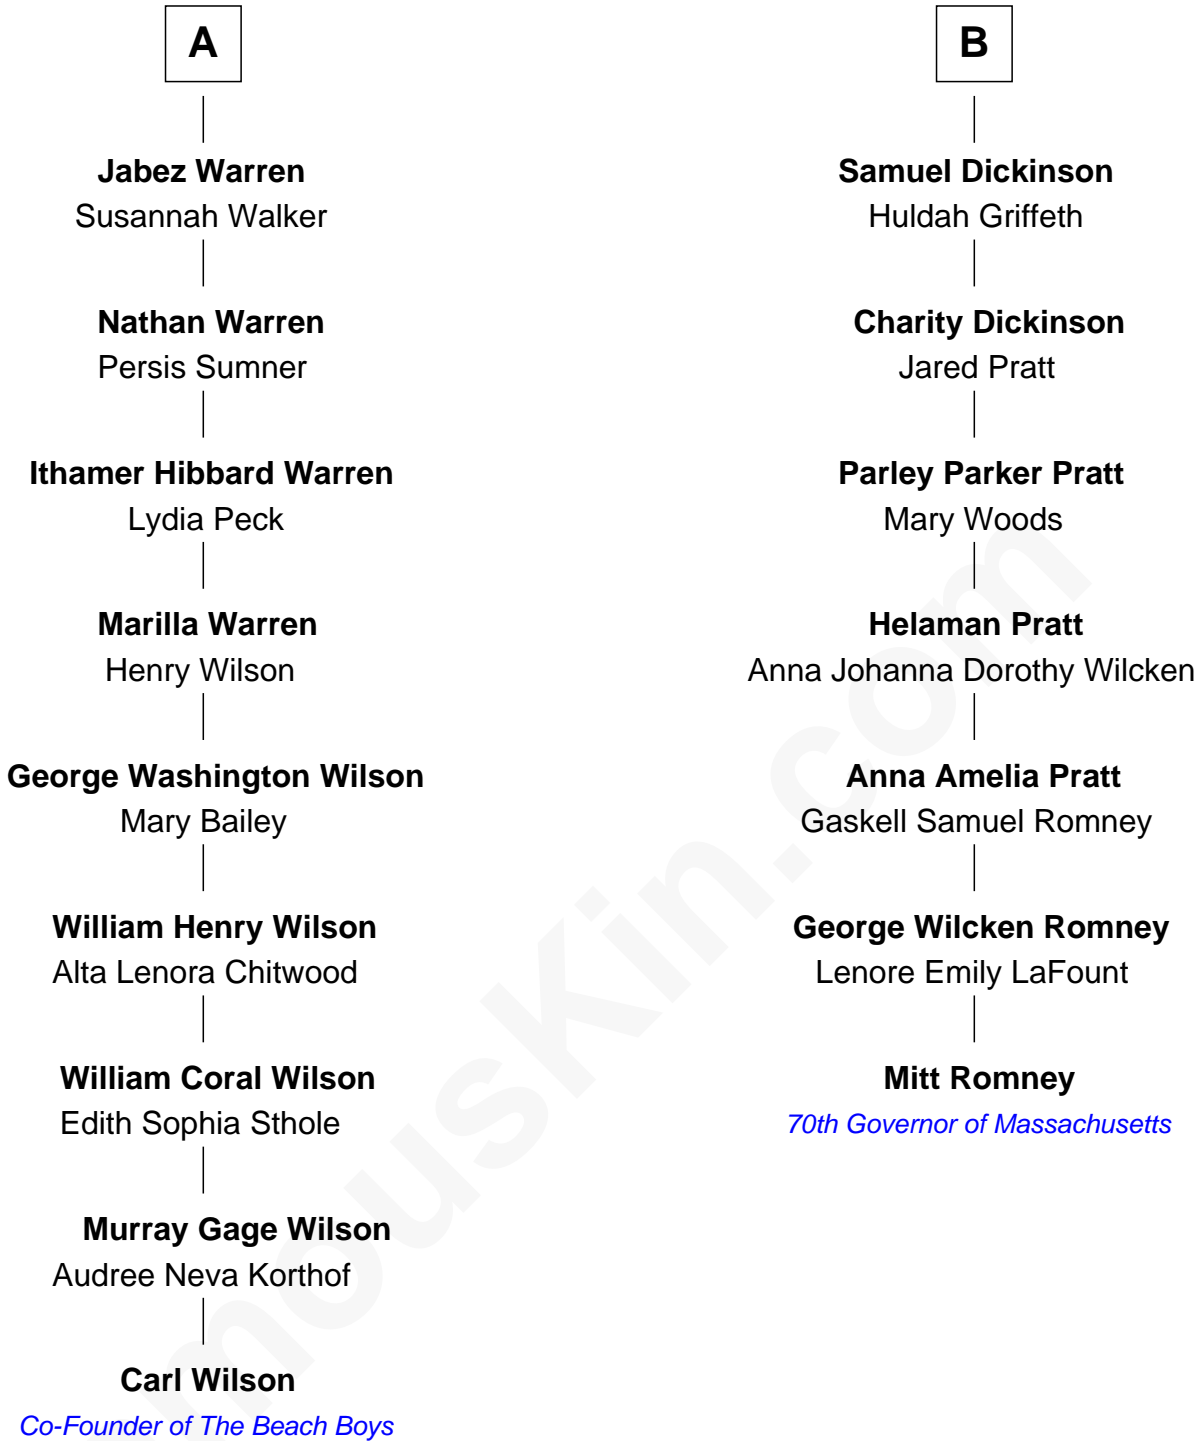 A
Jabez Warren
Susannah Walker
Nathan Warren
Persis Sumner
Ithamer Hibbard Warren
Lydia Peck
Marilla Warren
Henry Wilson
George Washington Wilson
Mary Bailey
William Henry Wilson
Alta Lenora Chitwood
William Coral Wilson
Edith Sophia Sthole
Murray Gage Wilson
Audree Neva Korthof
Carl Wilson
Co-Founder of The Beach Boys
B
Samuel Dickinson
Huldah Griffeth
Charity Dickinson
Jared Pratt
Parley Parker Pratt
Mary Woods
Helaman Pratt
Anna Johanna Dorothy Wilcken
Anna Amelia Pratt
Gaskell Samuel Romney
George Wilcken Romney
Lenore Emily LaFount
Mitt Romney
70th Governor of Massachusetts
mousKin.com